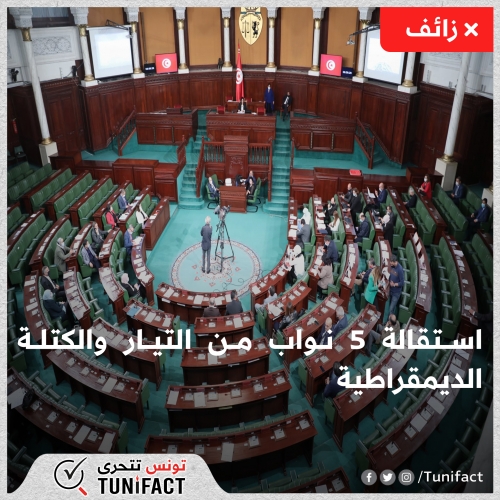 × زائف
استقالة 5 نواب من التيار والكتلة
الديمقراطية
تونس تتحرى
TUNIFACT
/Tunifact